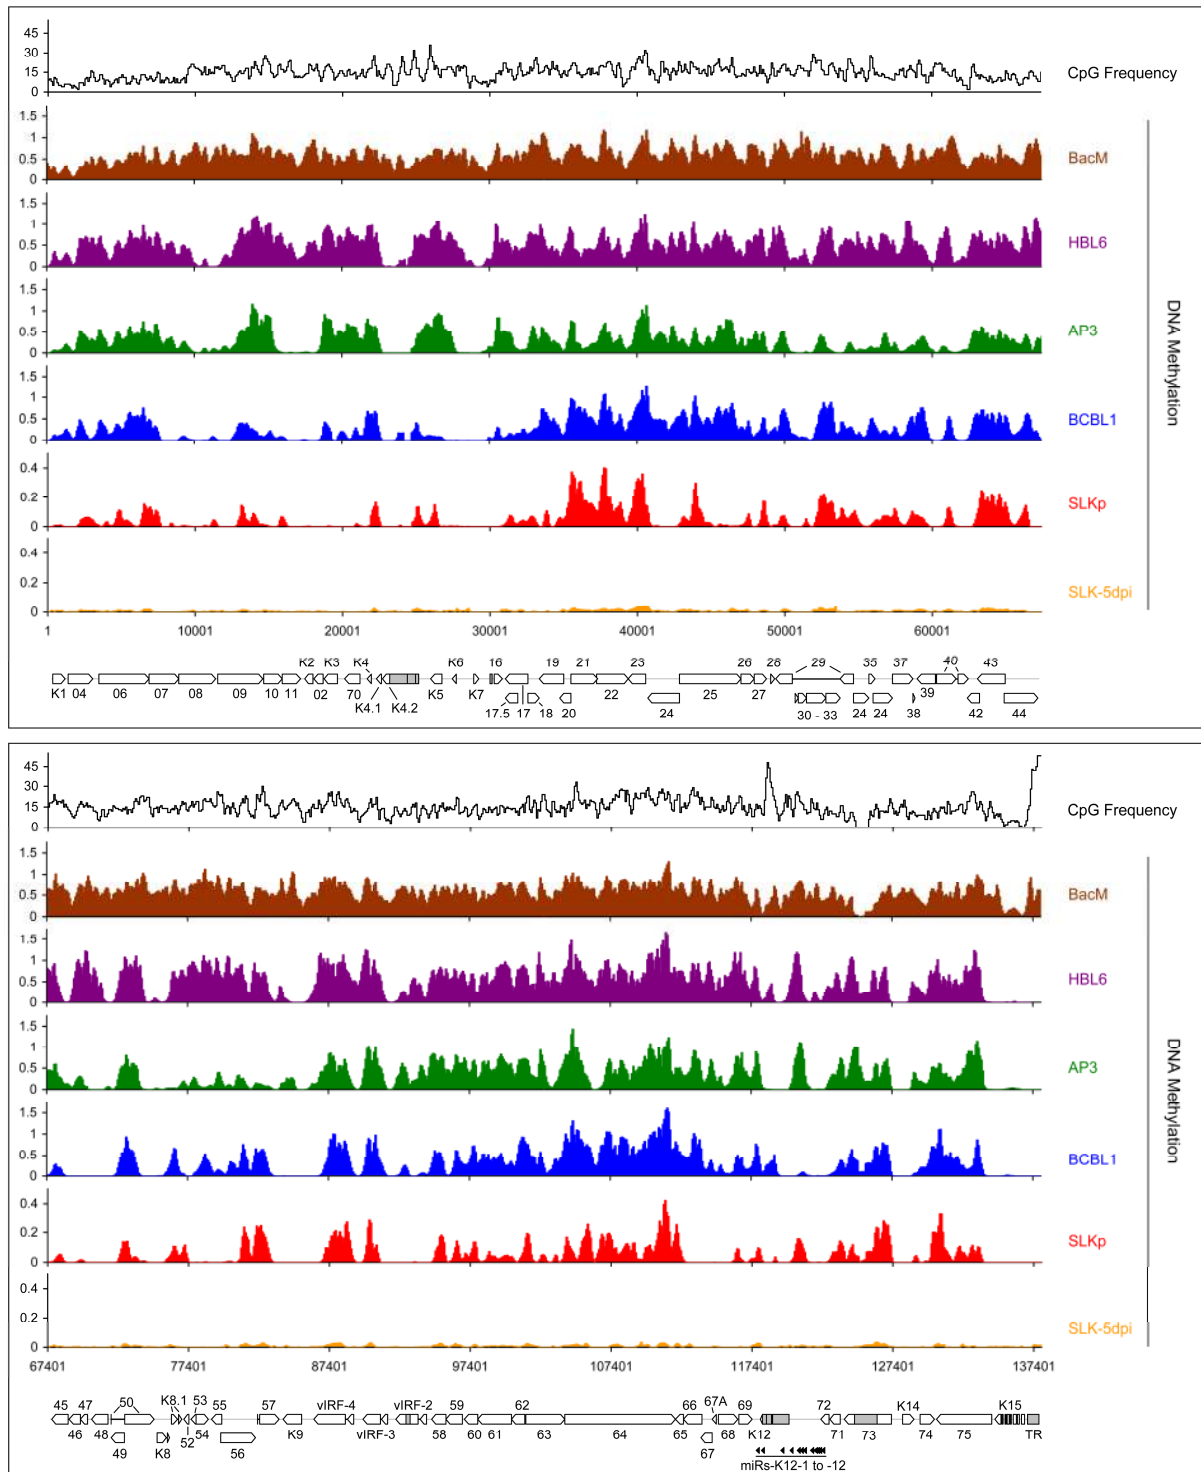 45
30
15
0
CpG Frequency
1.5
1
0.5
0
BacM
1.5
1
0.5
0
HBL6
1.5
1
0.5
0
AP3
1.5
1
0.5
0
BCBL1
0.4
0.2
0
SLKp
0.4
0.2
0
SLK-5dpi
DNA Methylation
1 10001 20001 30001 40001 50001 60001
K2 K3 K4 K6 16 19 21 23 26 28 29 35 37 40 43
K1 04 06 07 08 09 10 11 02 70 K4.1 K4.2 K5 K7 17.5 17 18 20 22 24 25 27 30 - 33 24 24 38 39 42 44
45
30
15
0
CpG Frequency
1.5
1
0.5
0
BacM
1.5
1
0.5
0
HBL6
1.5
1
0.5
0
AP3
1.5
1
0.5
0
BCBL1
0.4
0.2
0
SLKp
0.4
0.2
0
SLK-5dpi
DNA Methylation
67401 77401 87401 97401 107401 117401 127401 137401
45 47 50 K8.1 53 55 57 vIRF-4 vIRF-2 59 62 66 67A 69 72 K14 K15
46 48 49 K8 52 54 56 K9 vIRF-3 58 60 61 63 64 65 67 68 K12 71 73 74 75 TR
miRs-K12-1 to -12